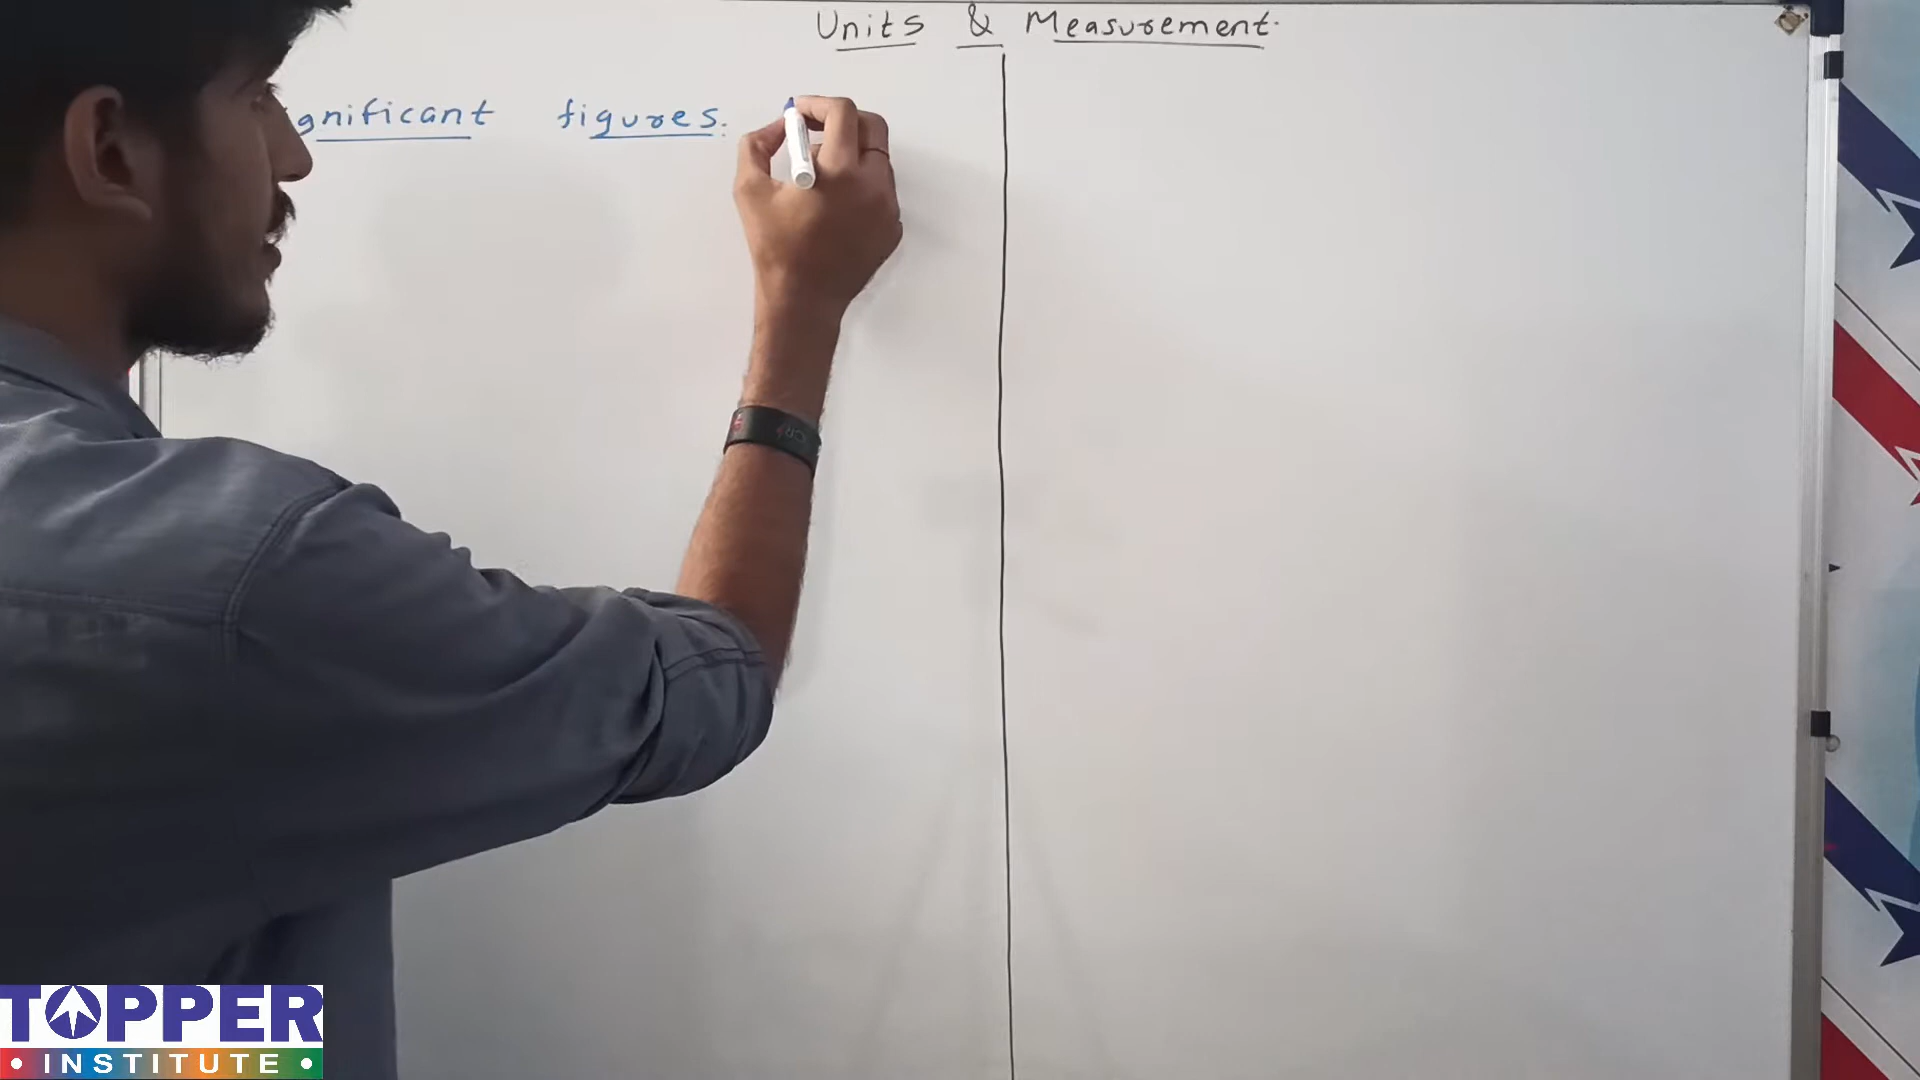 Units & Measurement.
gnificant figures:
TOPPER
• INSTITUTE •